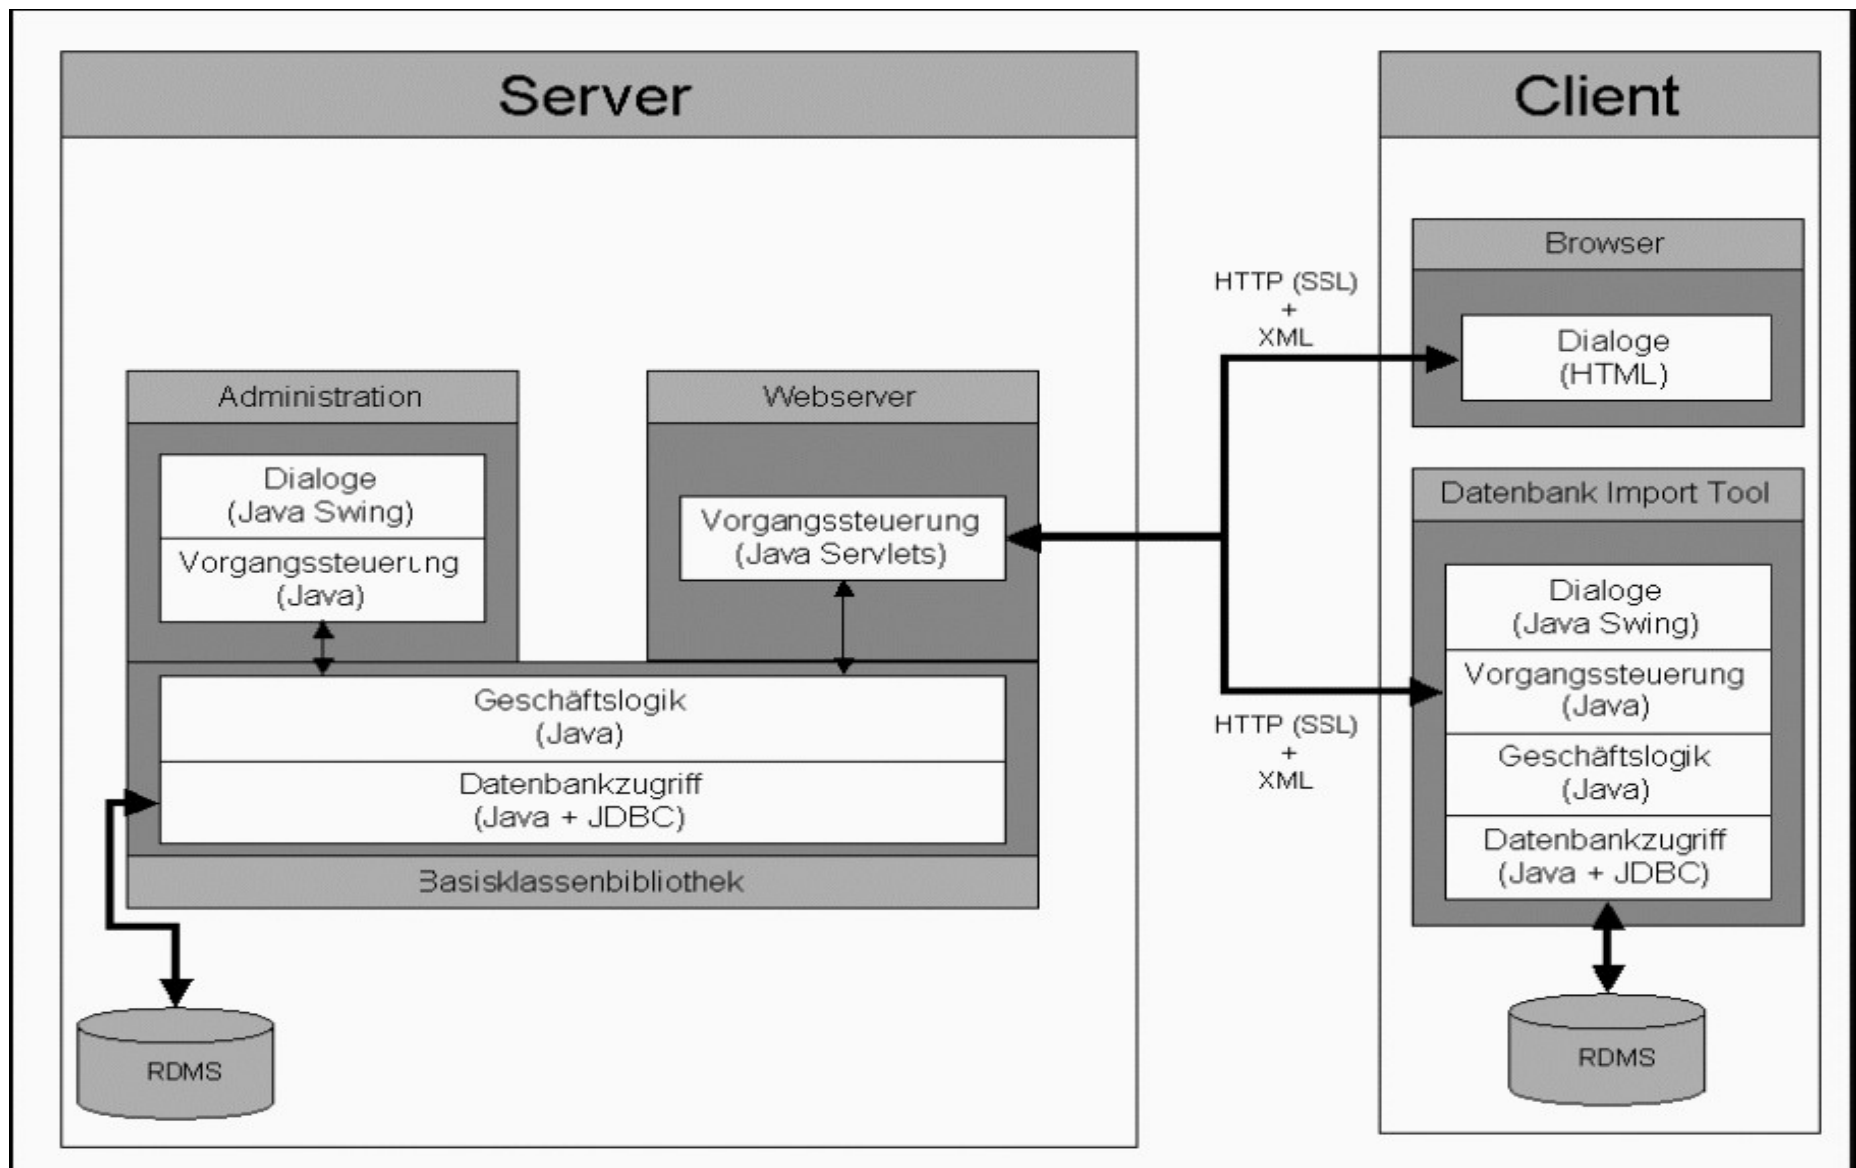 Server
Administration
Dialoge
(Java Swing)
Vorgangssteuerung
(Java)
Webserver
Vorgangssteuerung
(Java Servlets)
Geschäftslogik
(Java)
Datenbankzugriff
(Java + JDBC)
Basisklassenbibliothek
RDMS
HTTP (SSL)
+
XML
HTTP (SSL)
+
XML
Client
Browser
Dialoge
(HTML)
Datenbank Import Tool
Dialoge
(Java Swing)
Vorgangssteuerung
(Java)
Geschäftslogik
(Java)
Datenbankzugriff
(Java + JDBC)
RDMS